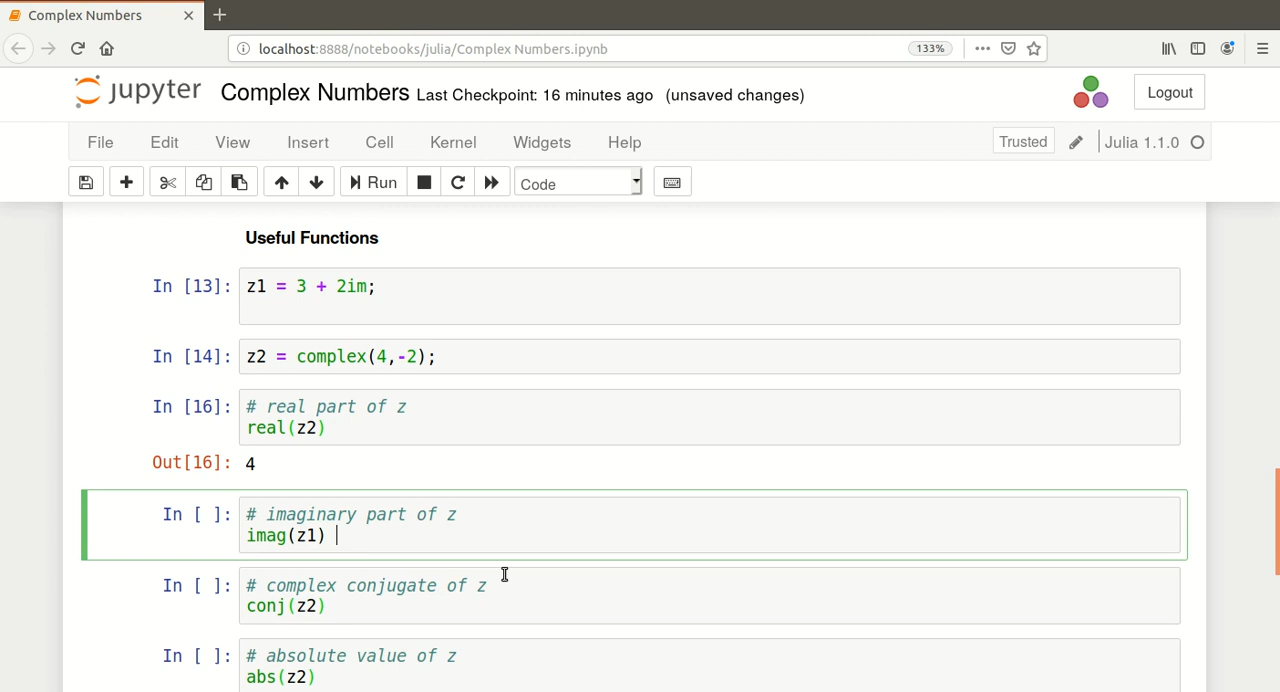 Complex Numbers
localhost:8888/notebooks/julia/Complex Numbers.ipynb
133%
jupyter Complex Numbers Last Checkpoint: 16 minutes ago (unsaved changes)
Logout
File Edit View Insert Cell Kernel Widgets Help
Trusted
Julia 1.1.0
Run
Code
Useful Functions
In [13]: z1 = 3 + 2im;
In [14]: z2 = complex(4,-2);
In [16]: # real part of z
real(z2)
Out[16]: 4
In [ ]: # imaginary part of z
imag(z1)
In [ ]: # complex conjugate of z
conj(z2)
In [ ]: # absolute value of z
abs(z2)